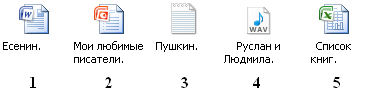 WAV
Есенин. Мои любимые Пушкин. Руслан и Список
писатели. Людмила. книг.
1 2 3 4 5